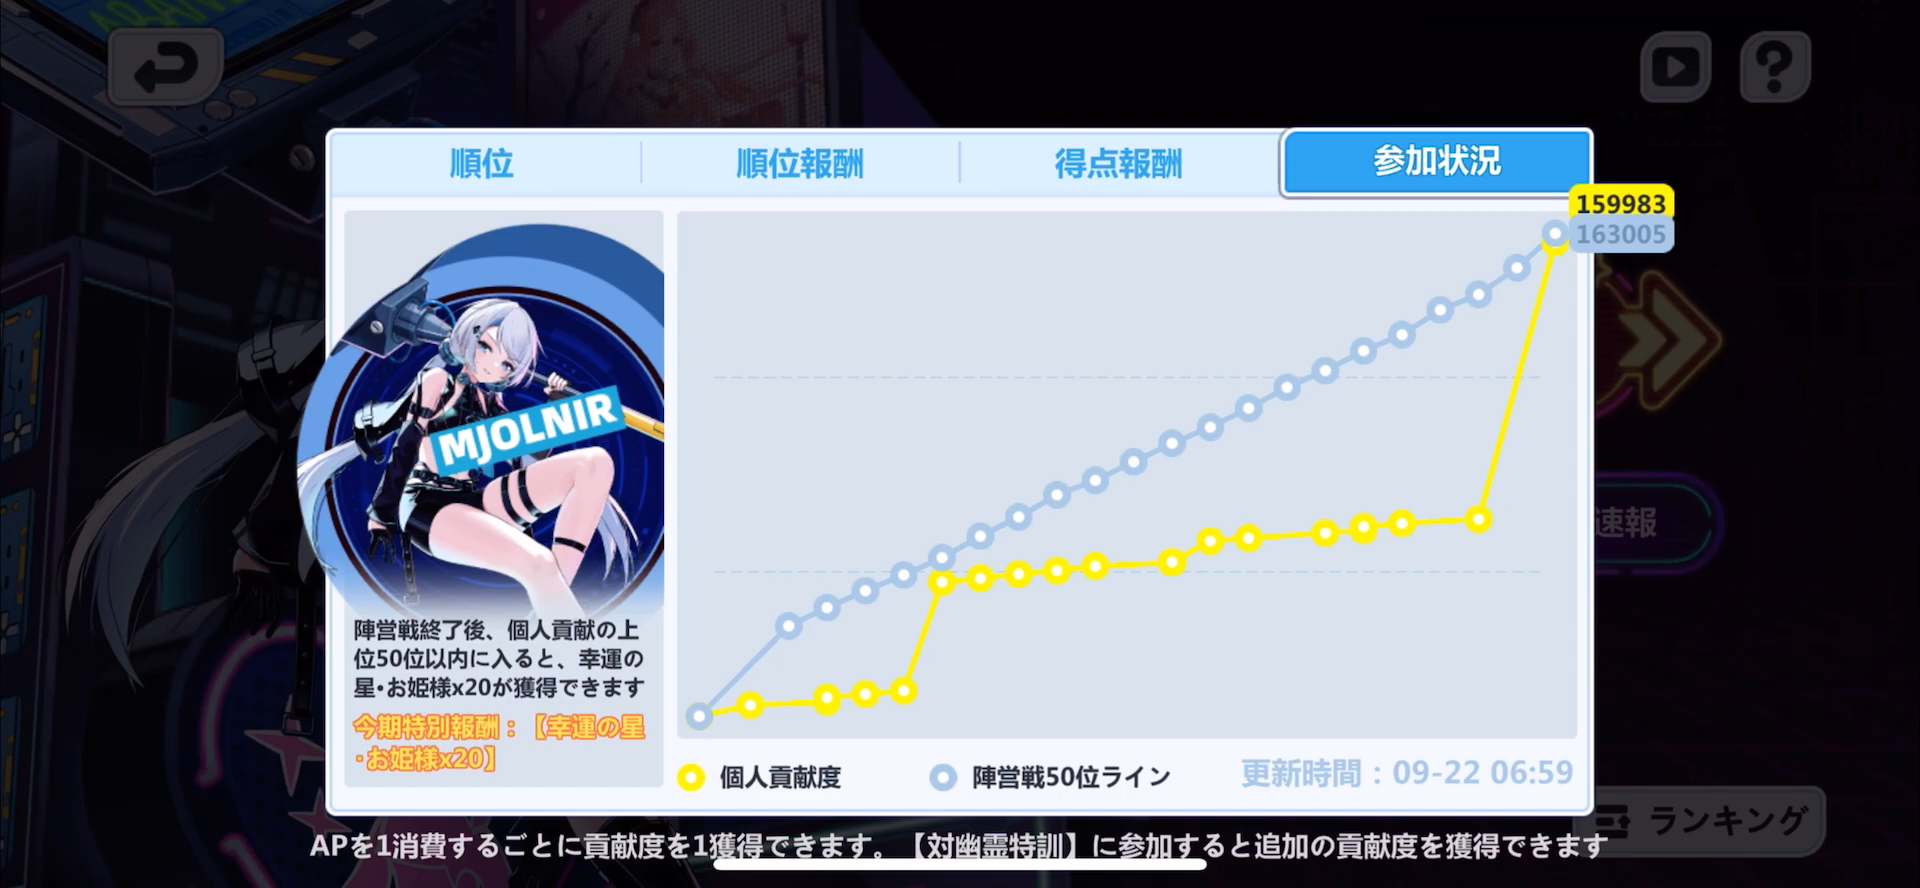 順位
順位報酬
得点報酬
参加状況
159983
163005
MJOLNIR
陣営戦終了後、個人貢献の上
位50位以内に入ると、幸運の
星・お姫様x20が獲得できます
今期特別報酬：【幸運の星
・お姫様x20】
個人貢献度
陣営戦50位ライン
更新時間：09-22 06:59
速報
ランキング
APを1消費するごとに貢献度を1獲得できます。【対幽霊特訓】に参加すると追加の貢献度を獲得できます